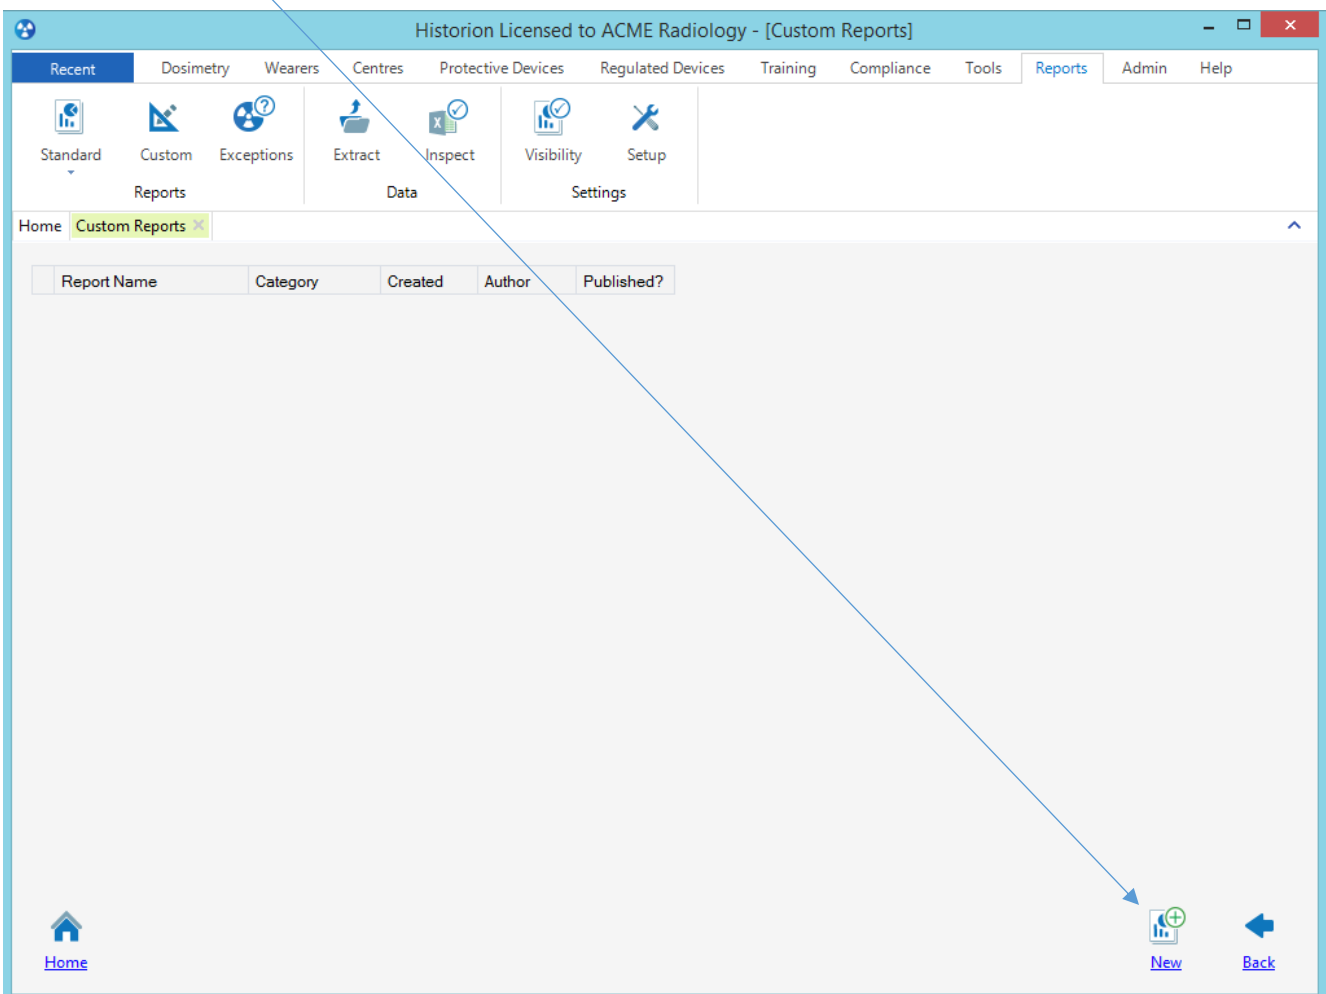 Historion Licensed to ACME Radiology - [Custom Reports]
Recent Dosimetry Wearers Centres Protective Devices Regulated Devices Training Compliance Tools Reports Admin Help
Standard Custom Exceptions Extract Inspect Visibility Setup
Reports Data Settings
Home Custom Reports
Report Name Category Created Author Published?
Home New Back